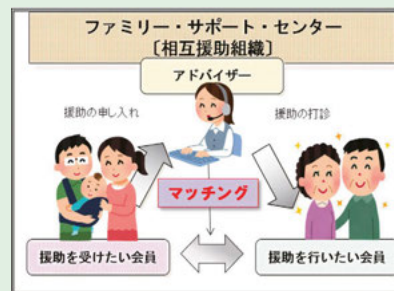 ファミリー・サポート・センター
〔相互援助組織〕
アドバイザー
援助の申し入れ
援助の打診
マッチング
援助を受けたい会員
援助を行いたい会員